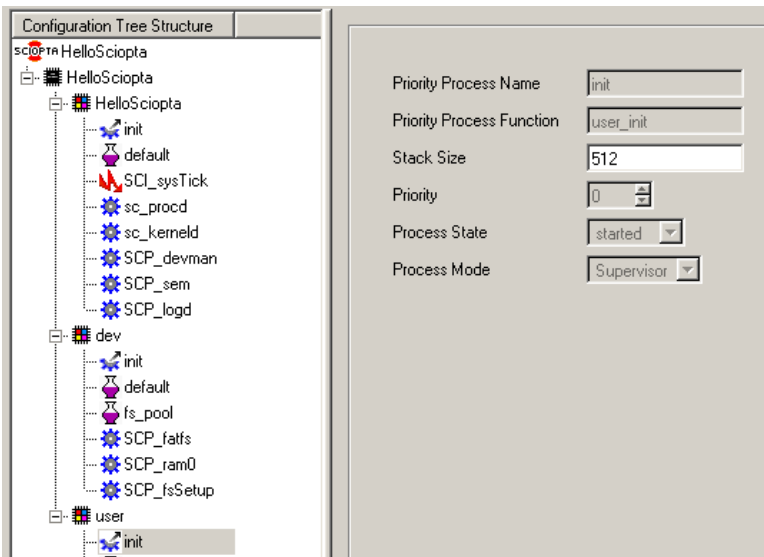 Configuration Tree Structure
SCIOPTA HelloSciopta
HelloSciopta
HelloSciopta
init
default
SCI_sysTick
sc_procd
sc_kerneld
SCP_devman
SCP_sem
SCP_logd
dev
init
default
fs_pool
SCP_fatfs
SCP_ram0
SCP_fsSetup
user
init
Priority Process Name init
Priority Process Function user_init
Stack Size 512
Priority 0
Process State started
Process Mode Supervisor